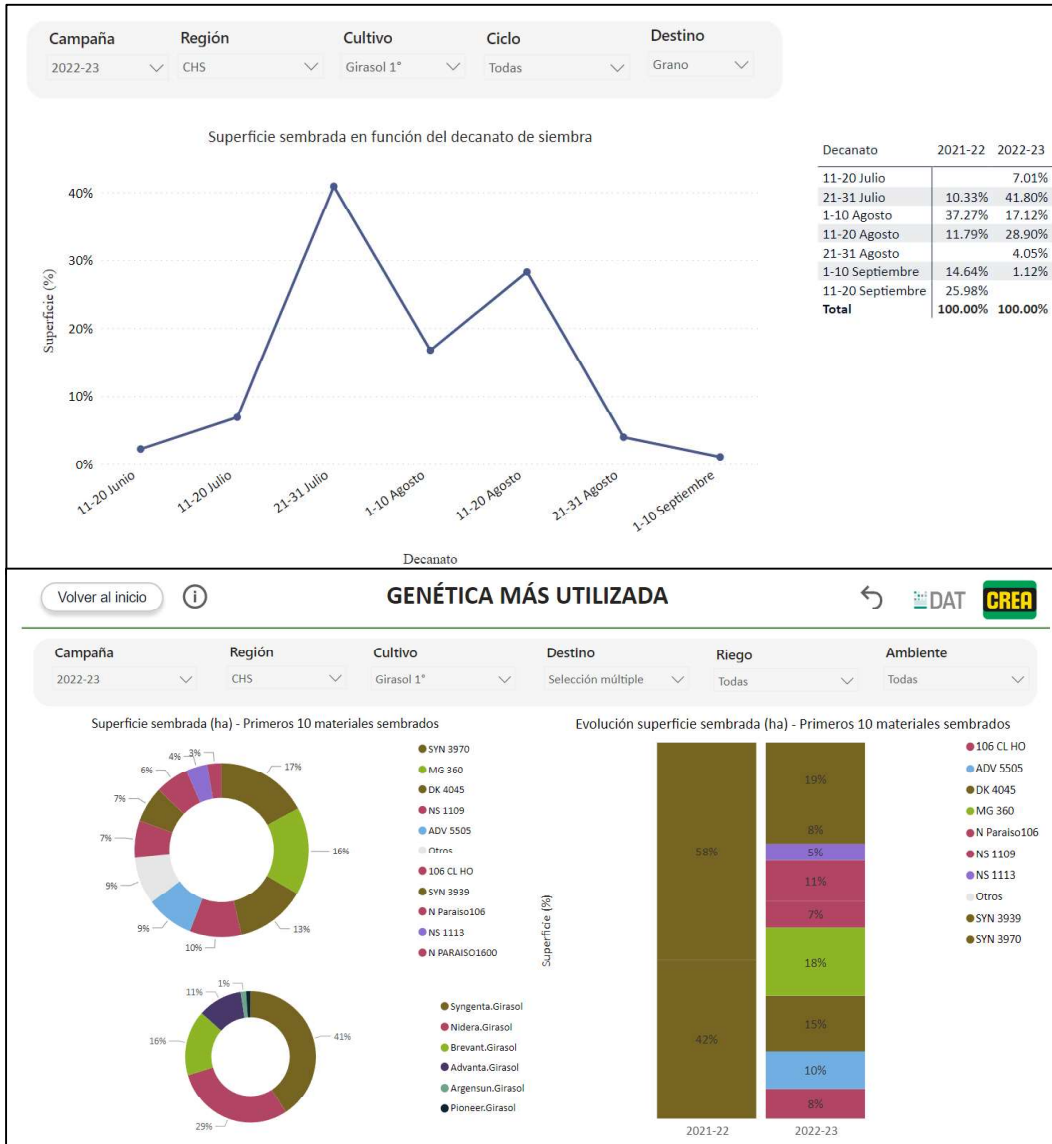 Campaña Región Cultivo Ciclo Destino
2022-23 CHS Girasol 1° Todas Grano
Superficie sembrada en función del decanato de siembra
40%
30%
20%
10%
0%
Superficie (%)
11-20 Junio
11-20 Julio
21-31 Julio
1-10 Agosto
11-20 Agosto
21-31 Agosto
1-10 Septiembre
Decanato
Decanato 2021-22 2022-23
11-20 Julio 7.01%
21-31 Julio 10.33% 41.80%
1-10 Agosto 37.27% 17.12%
11-20 Agosto 11.79% 28.90%
21-31 Agosto 4.05%
1-10 Septiembre 14.64% 1.12%
11-20 Septiembre 25.98%
Total 100.00% 100.00%
Volver al inicio i GENÉTICA MÁS UTILIZADA DAT CREA
Campaña Región Cultivo Destino Riego Ambiente
2022-23 CHS Girasol 1° Selección múltiple Todas Todas
Superficie sembrada (ha) - Primeros 10 materiales sembrados
17%
16%
13%
10%
9%
9%
7%
7%
6%
4%
3%
SYN 3970
MG 360
DK 4045
NS 1109
ADV 5505
Otros
106 CL HO
SYN 3939
N Paraiso106
NS 1113
N PARAISO1600
41%
29%
16%
11%
1%
Syngenta.Girasol
Nidera.Girasol
Brevant.Girasol
Advanta.Girasol
Argensun.Girasol
Pioneer.Girasol
Evolución superficie sembrada (ha) - Primeros 10 materiales sembrados
Superficie (%)
58%
42%
19%
8%
5%
11%
7%
18%
15%
10%
8%
2021-22 2022-23
106 CL HO
ADV 5505
DK 4045
MG 360
N Paraiso106
NS 1109
NS 1113
Otros
SYN 3939
SYN 3970